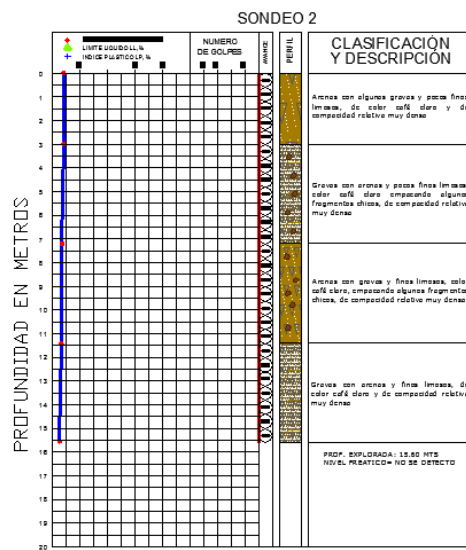 SONDEO 2
LIMITE LIQUIDO LL, %
INDICE PLASTICO LP, %
NUMERO
DE GOLPES
AVANCE
PERFIL
CLASIFICACIÓN
Y DESCRIPCIÓN
PROFUNDIDAD EN METROS
0
1
2
3
4
5
6
7
8
9
10
11
12
13
14
15
16
17
18
19
20
Arenas con algunas gravas y pocos finos
limosos, de color café claro y de
compacidad relativa muy densa
Gravas con arenas y pocos finos limosos,
color café claro empacando algunos
fragmentos chicos, de compacidad relativa
muy densa
Arenas con gravas y finos limosos, color
café claro, empacando algunos fragmentos
chicos, de compacidad relativa muy densa
Gravas con arenas y finos limosos, de
color café claro y de compacidad relativa
muy densa
PROF. EXPLORADA: 15.60 MTS
NIVEL FREATICO= NO SE DETECTO